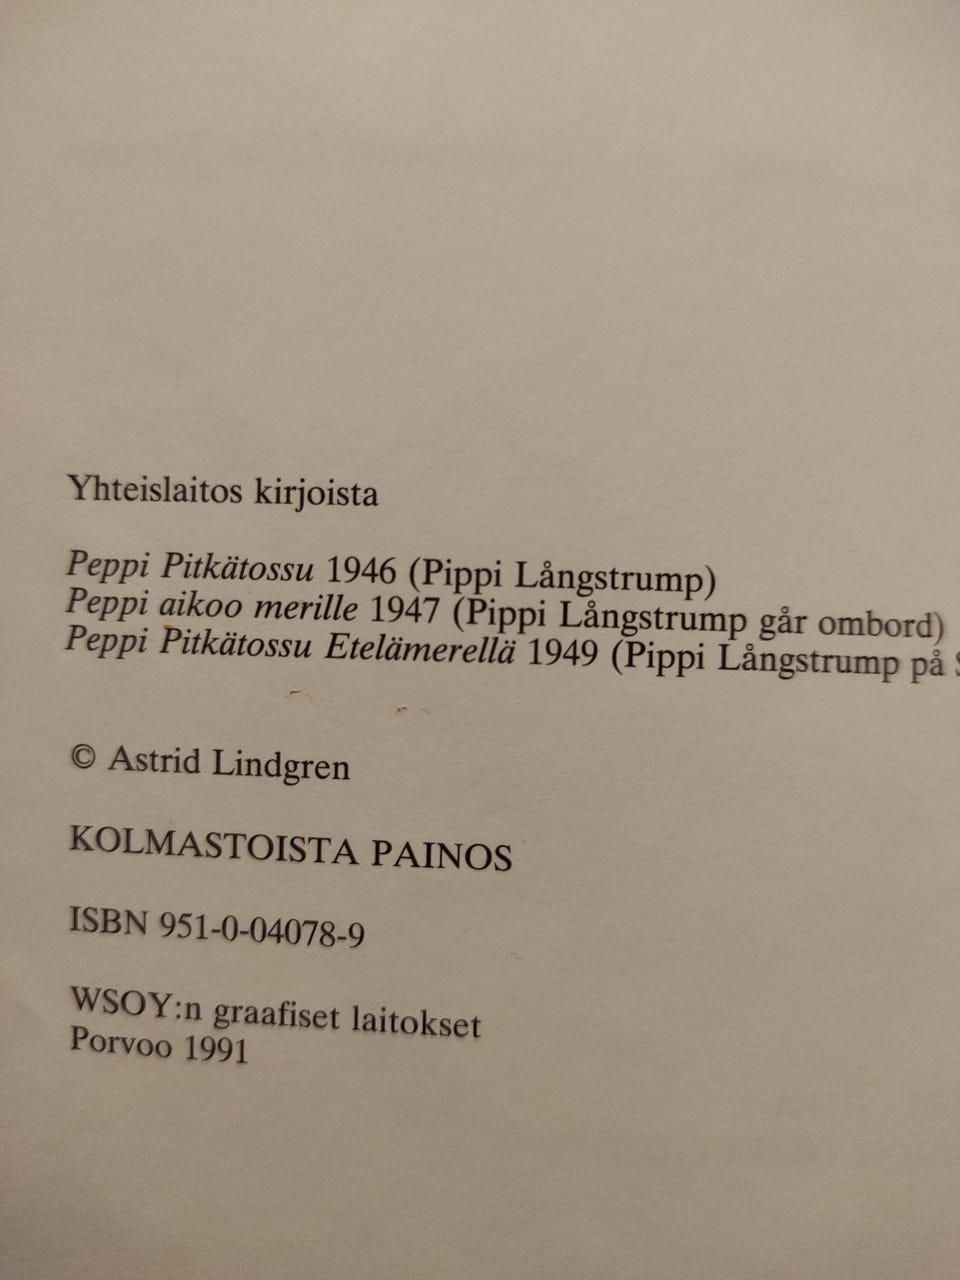 Yhteislaitos kirjoista
Peppi Pitkätossu 1946 (Pippi Långstrump)
Peppi aikoo merille 1947 (Pippi Långstrump går ombord)
Peppi Pitkätossu Etelämerellä 1949 (Pippi Långstrump på
© Astrid Lindgren
KOLMASTOISTA PAINOS
ISBN 951-0-04078-9
WSOY:n graafiset laitokset
Porvoo 1991